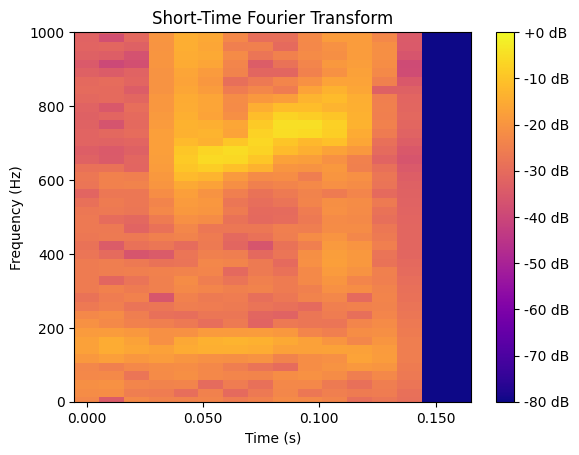 Short-Time Fourier Transform
1000
800
600
400
200
0
Frequency (Hz)
0.000
0.050
0.100
0.150
Time (s)
+0 dB
-10 dB
-20 dB
-30 dB
-40 dB
-50 dB
-60 dB
-70 dB
-80 dB